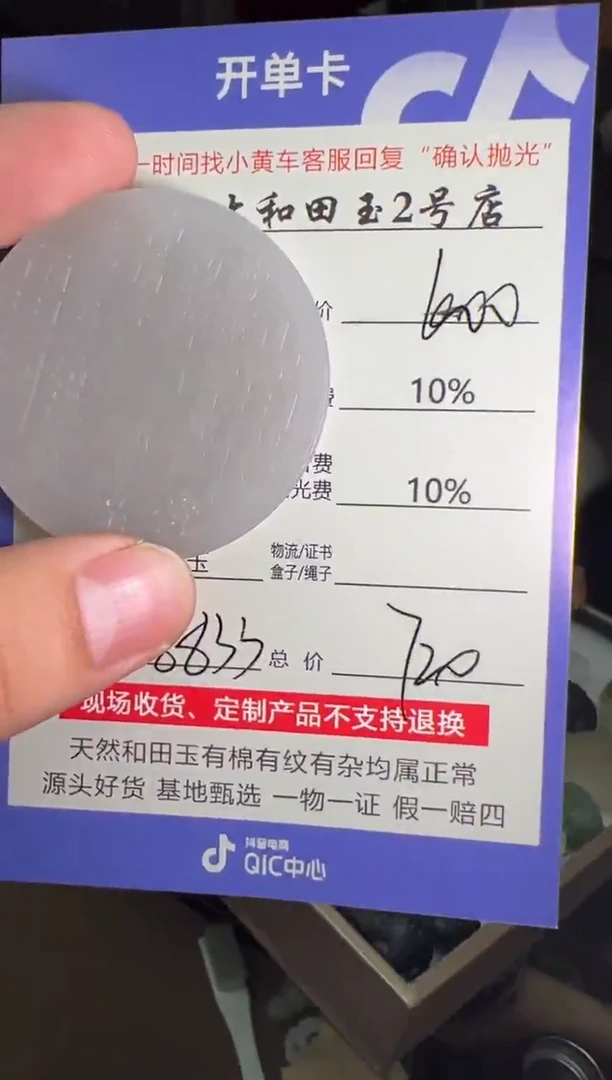 开单卡
一时间找小黄车客服回复“确认抛光”
和田玉2号店
价 600
费 10%
费
光费 10%
玉 物流/证书
盒子/绳子
8833 总价 720
现场收货、定制产品不支持退换
天然和田玉有棉有纹有杂均属正常
源头好货 基地甄选 一物一证 假一赔四
抖音电商
QIC中心